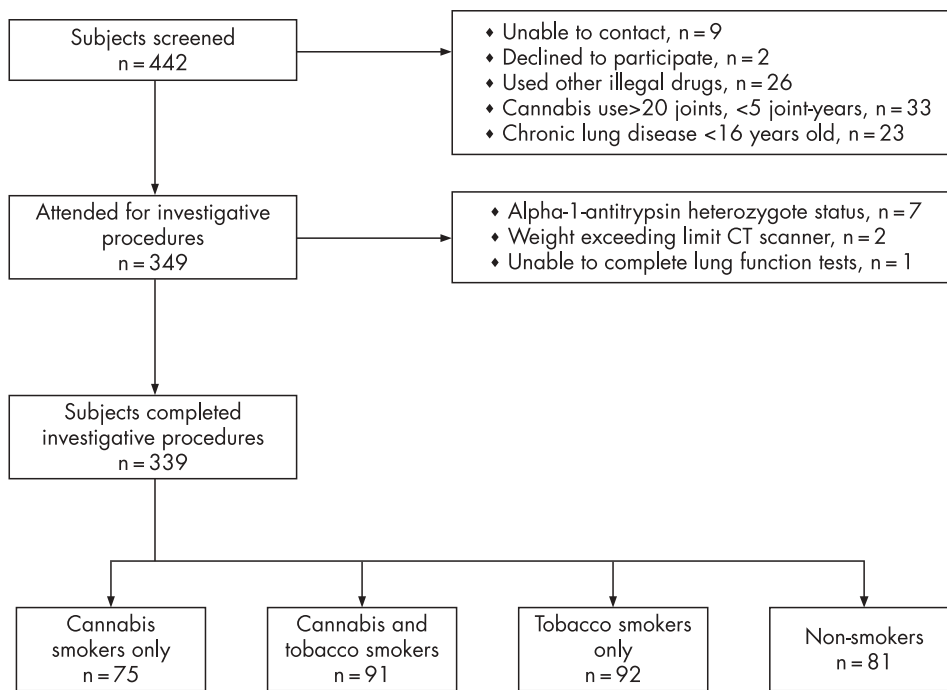 Subjects screened
n = 442
♦ Unable to contact, n = 9
♦ Declined to participate, n = 2
♦ Used other illegal drugs, n = 26
♦ Cannabis use>20 joints, <5 joint-years, n = 33
♦ Chronic lung disease <16 years old, n = 23
Attended for investigative
procedures
n = 349
♦ Alpha-1-antitrypsin heterozygote status, n = 7
♦ Weight exceeding limit CT scanner, n = 2
♦ Unable to complete lung function tests, n = 1
Subjects completed
investigative procedures
n = 339
Cannabis
smokers only
n = 75
Cannabis and
tobacco smokers
n = 91
Tobacco smokers
only
n = 92
Non-smokers
n = 81